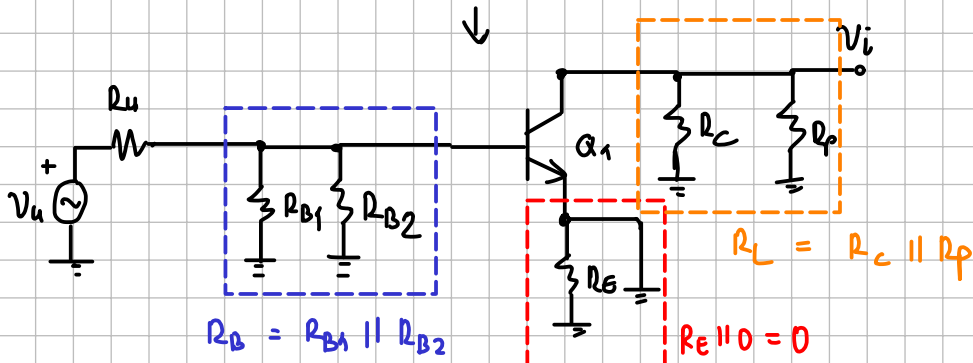 Vi
Ru
RC
Rp
Q1
+
Vu
RB1
RB2
RL = RC || Rp
RE
RB = RB1 || RB2
RE || 0 = 0